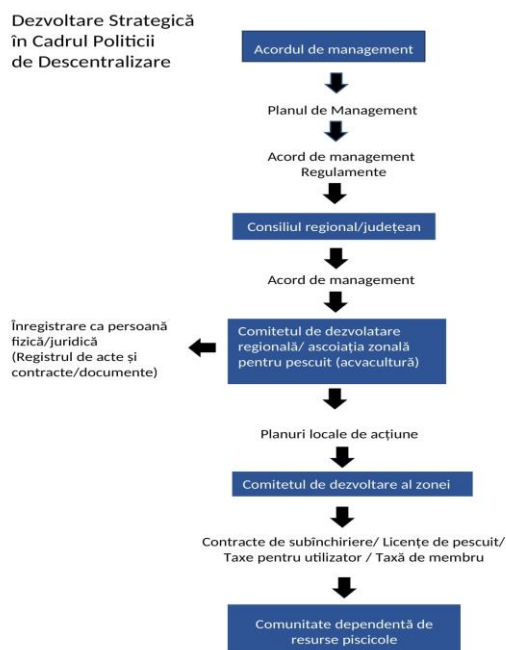 Dezvoltare Strategică
în Cadrul Politicii
de Descentralizare
Acordul de management
Planul de Management
Acord de management
Regulamente
Consiliul regional/județean
Acord de management
Înregistrare ca persoană
fizică/juridică
(Registrul de acte și
contracte/documente)
Comitetul de dezvolatare
regională/ ascoiația zonală
pentru pescuit (acvacultură)
Planuri locale de acțiune
Comitetul de dezvoltare al zonei
Contracte de subînchiriere/ Licențe de pescuit/
Taxe pentru utilizator / Taxă de membru
Comunitate dependentă de
resurse piscicole